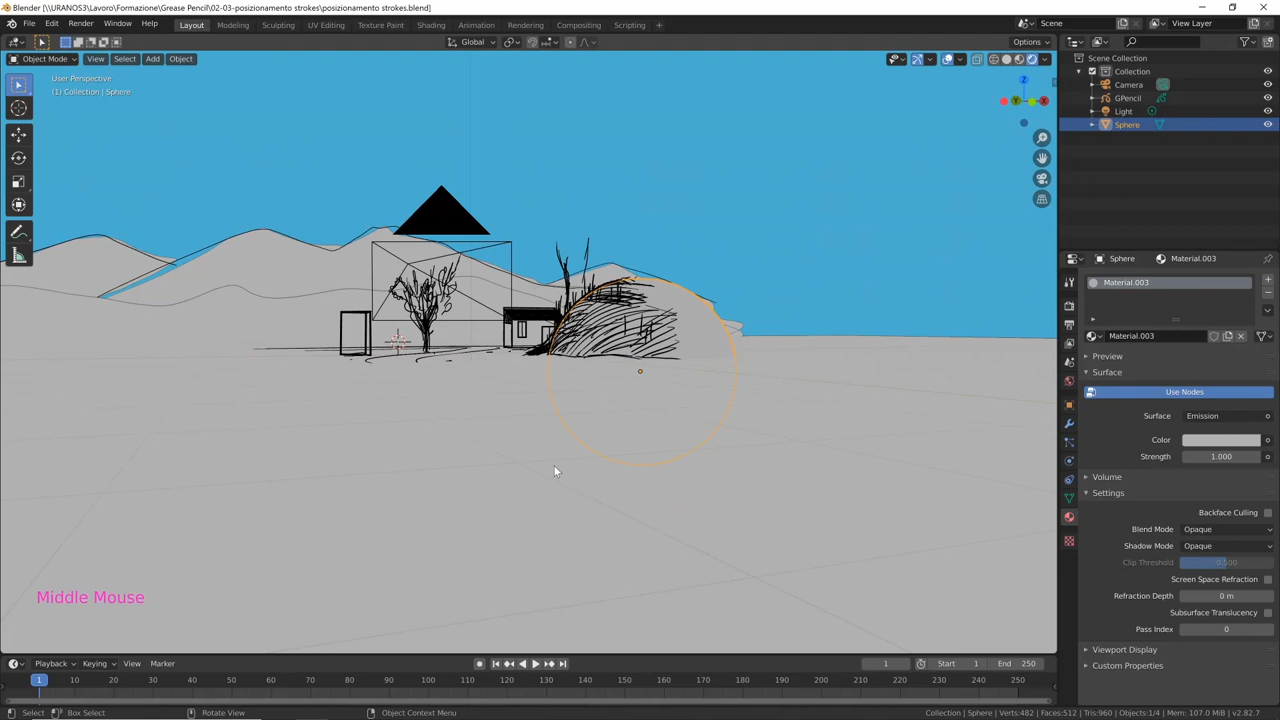 Blender [\\URANOS3\Lavoro\Formazione\Grease Pencil\02-03-posizionamento strokes\posizionamento strokes.blend]
File Edit Render Window Help Layout Modeling Sculpting UV Editing Texture Paint Shading Animation Rendering Compositing Scripting Scene View Layer
Global Options
Object Mode View Select Add Object
User Perspective
(1) Collection | Sphere
Z
Y X
Scene Collection
Collection
Camera
GPencil
Light
Sphere
Sphere Material.003
Material.003
Material.003
Preview
Surface
Use Nodes
Surface Emission
Color
Strength 1.000
Volume
Settings
Backface Culling
Blend Mode Opaque
Shadow Mode Opaque
Clip Threshold 0.500
Screen Space Refraction
Refraction Depth 0 m
Subsurface Translucency
Pass Index 0
Viewport Display
Custom Properties
Middle Mouse
Playback Keying View Marker 1 Start 1 End 250
1 10 20 30 40 50 60 70 80 90 100 110 120 130 140 150 160 170 180 190 200 210 220 230 240 250
Select Box Select Rotate View Object Context Menu Collection | Sphere | Verts:482 | Faces:512 | Tris:960 | Objects:1/4 | Mem: 107.0 MiB | v2.82.7